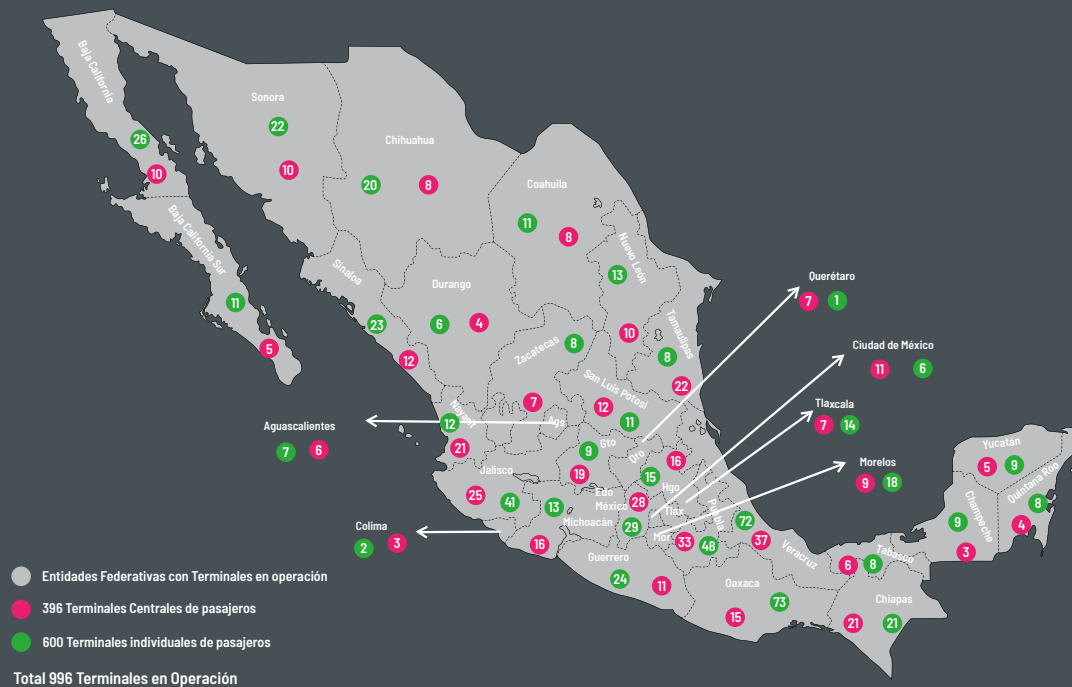 Baja California
26
10
Sonora
22
10
Chihuahua
20
8
Coahuila
11
8
Baja California Sur
11
5
Sinaloa
23
12
Durango
6
4
Nuevo León
13
10
Tamaulipas
8
22
Zacatecas
8
7
San Luis Potosí
12
11
Nayarit
12
21
Ags
Aguascalientes
7
6
Querétaro
7
1
Ciudad de México
11
6
Tlaxcala
7
14
Morelos
9
18
Jalisco
25
41
Gto
9
19
Qro
Hgo
15
16
Edo
México
28
29
Tlax
Mor
Puebla
33
48
Michoacán
13
16
Colima
2
3
Guerrero
24
11
Veracruz
72
37
Oaxaca
15
73
Tabasco
6
8
Chiapas
21
21
Champeche
9
3
Yucatán
5
9
Quintana Roo
8
4
Entidades Federativas con Terminales en operación
396 Terminales Centrales de pasajeros
600 Terminales individuales de pasajeros
Total 996 Terminales en Operación